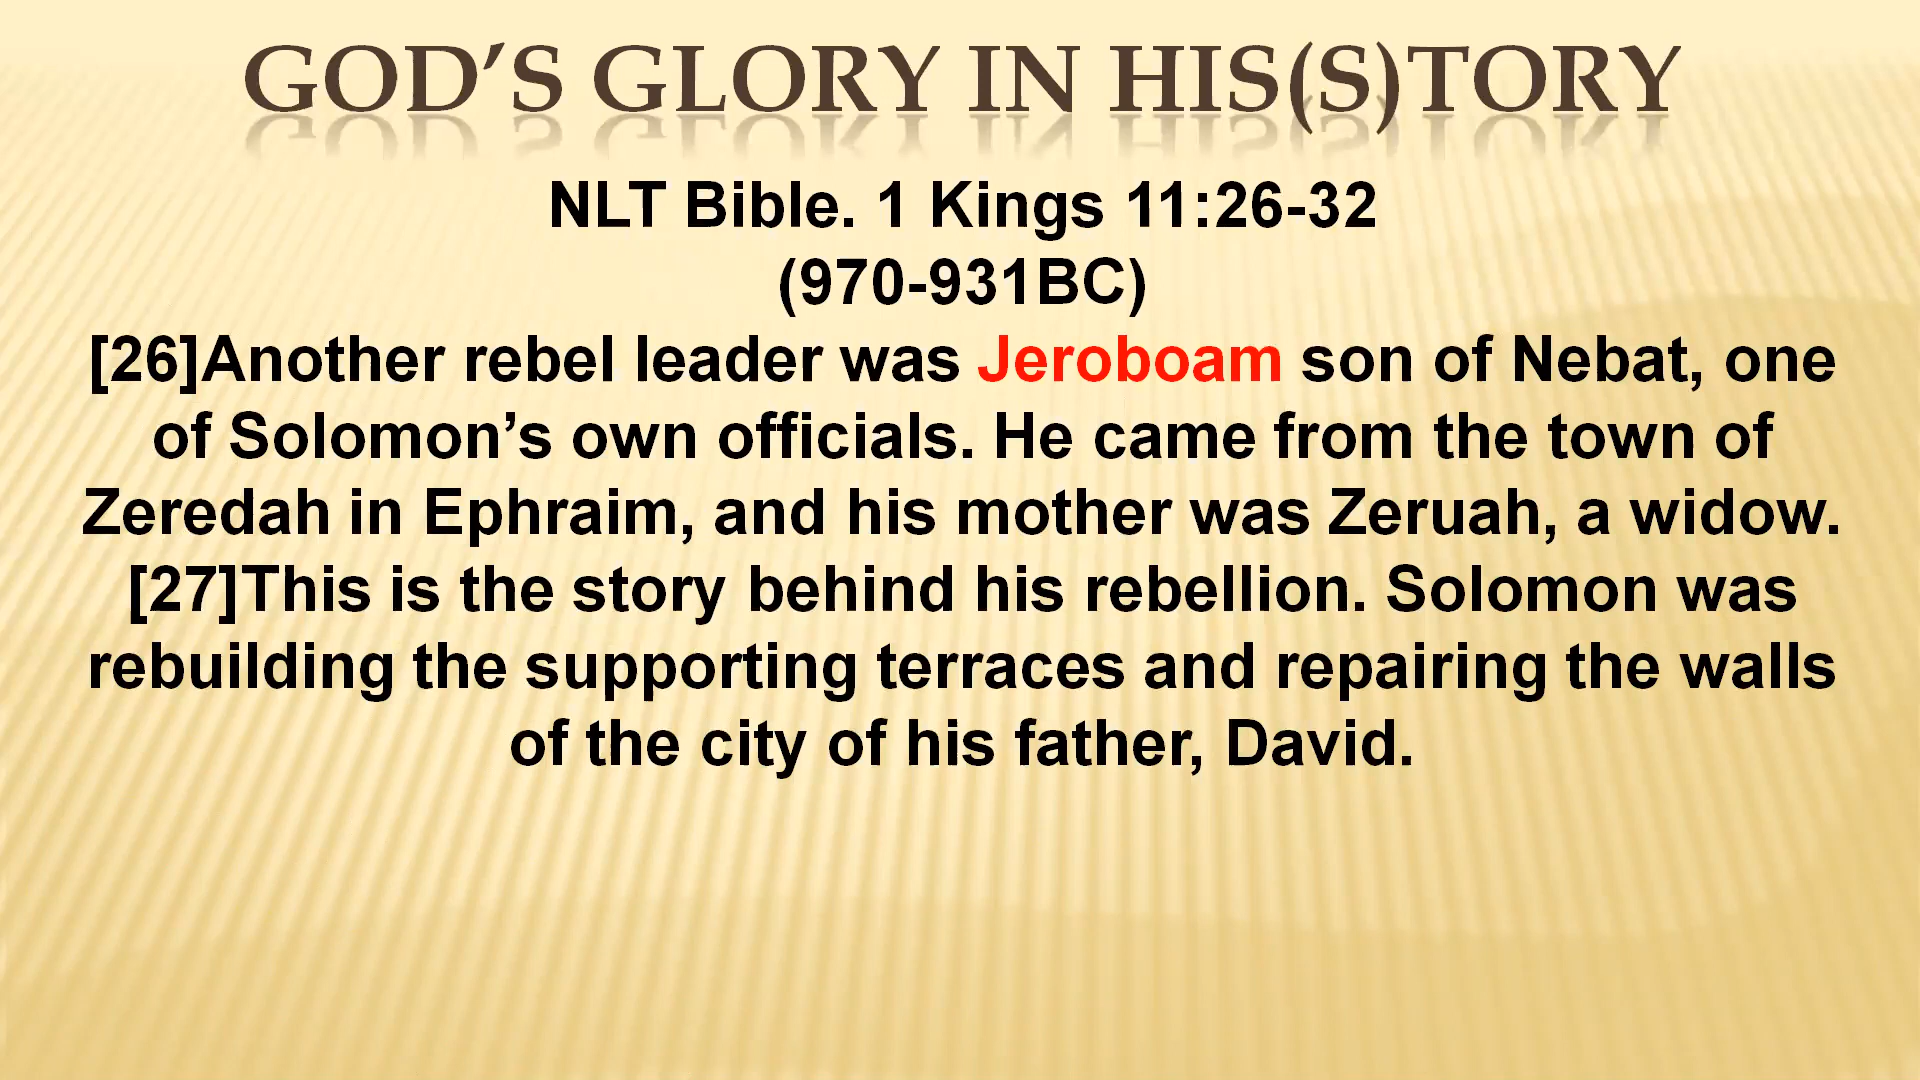 GOD’S GLORY IN HIS(S)TORY
NLT Bible. 1 Kings 11:26-32
(970-931BC)
[26]Another rebel leader was Jeroboam son of Nebat, one
of Solomon’s own officials. He came from the town of
Zeredah in Ephraim, and his mother was Zeruah, a widow.
[27]This is the story behind his rebellion. Solomon was
rebuilding the supporting terraces and repairing the walls
of the city of his father, David.